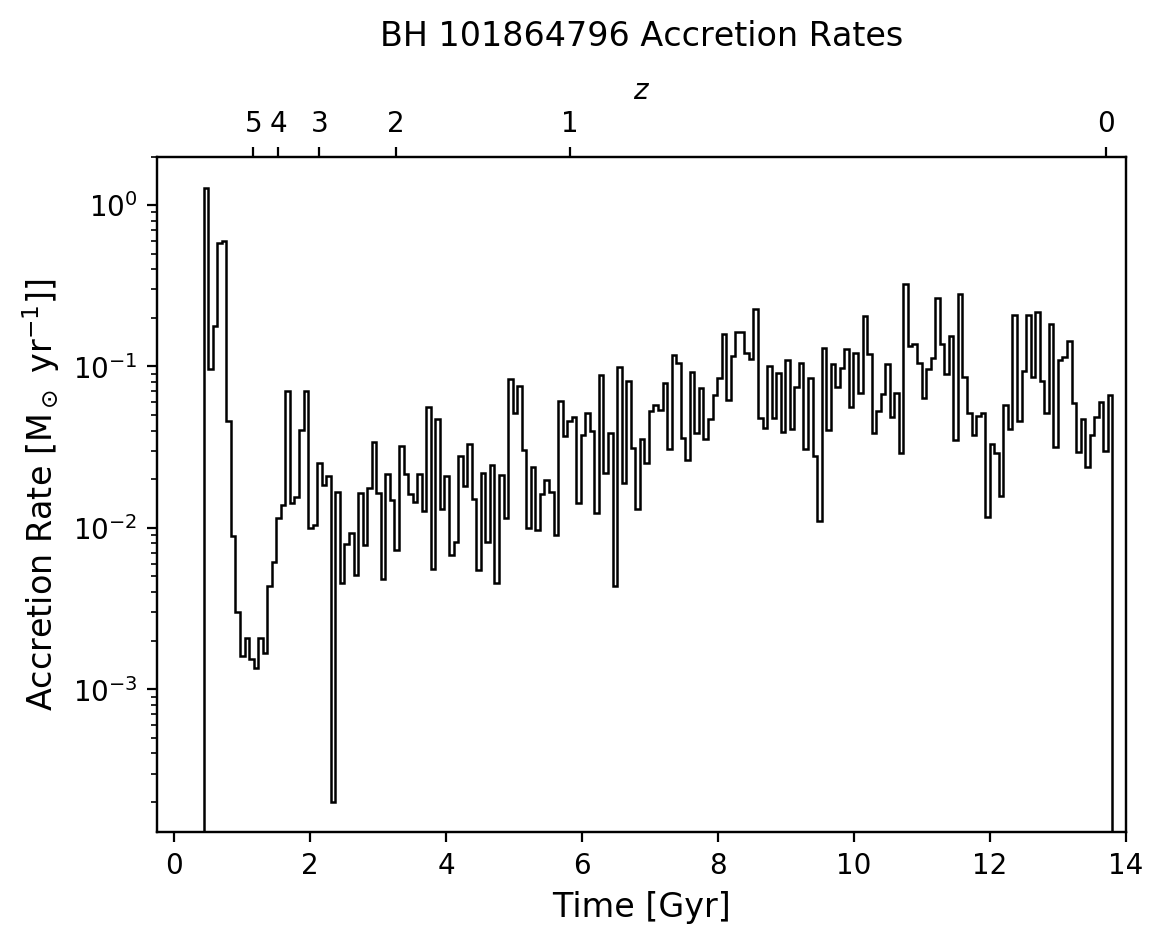 BH 101864796 Accretion Rates
z
5 4 3 2 1 0
10⁰
10⁻¹
10⁻²
10⁻³
Accretion Rate [M⊙ yr⁻¹]]
0 2 4 6 8 10 12 14
Time [Gyr]